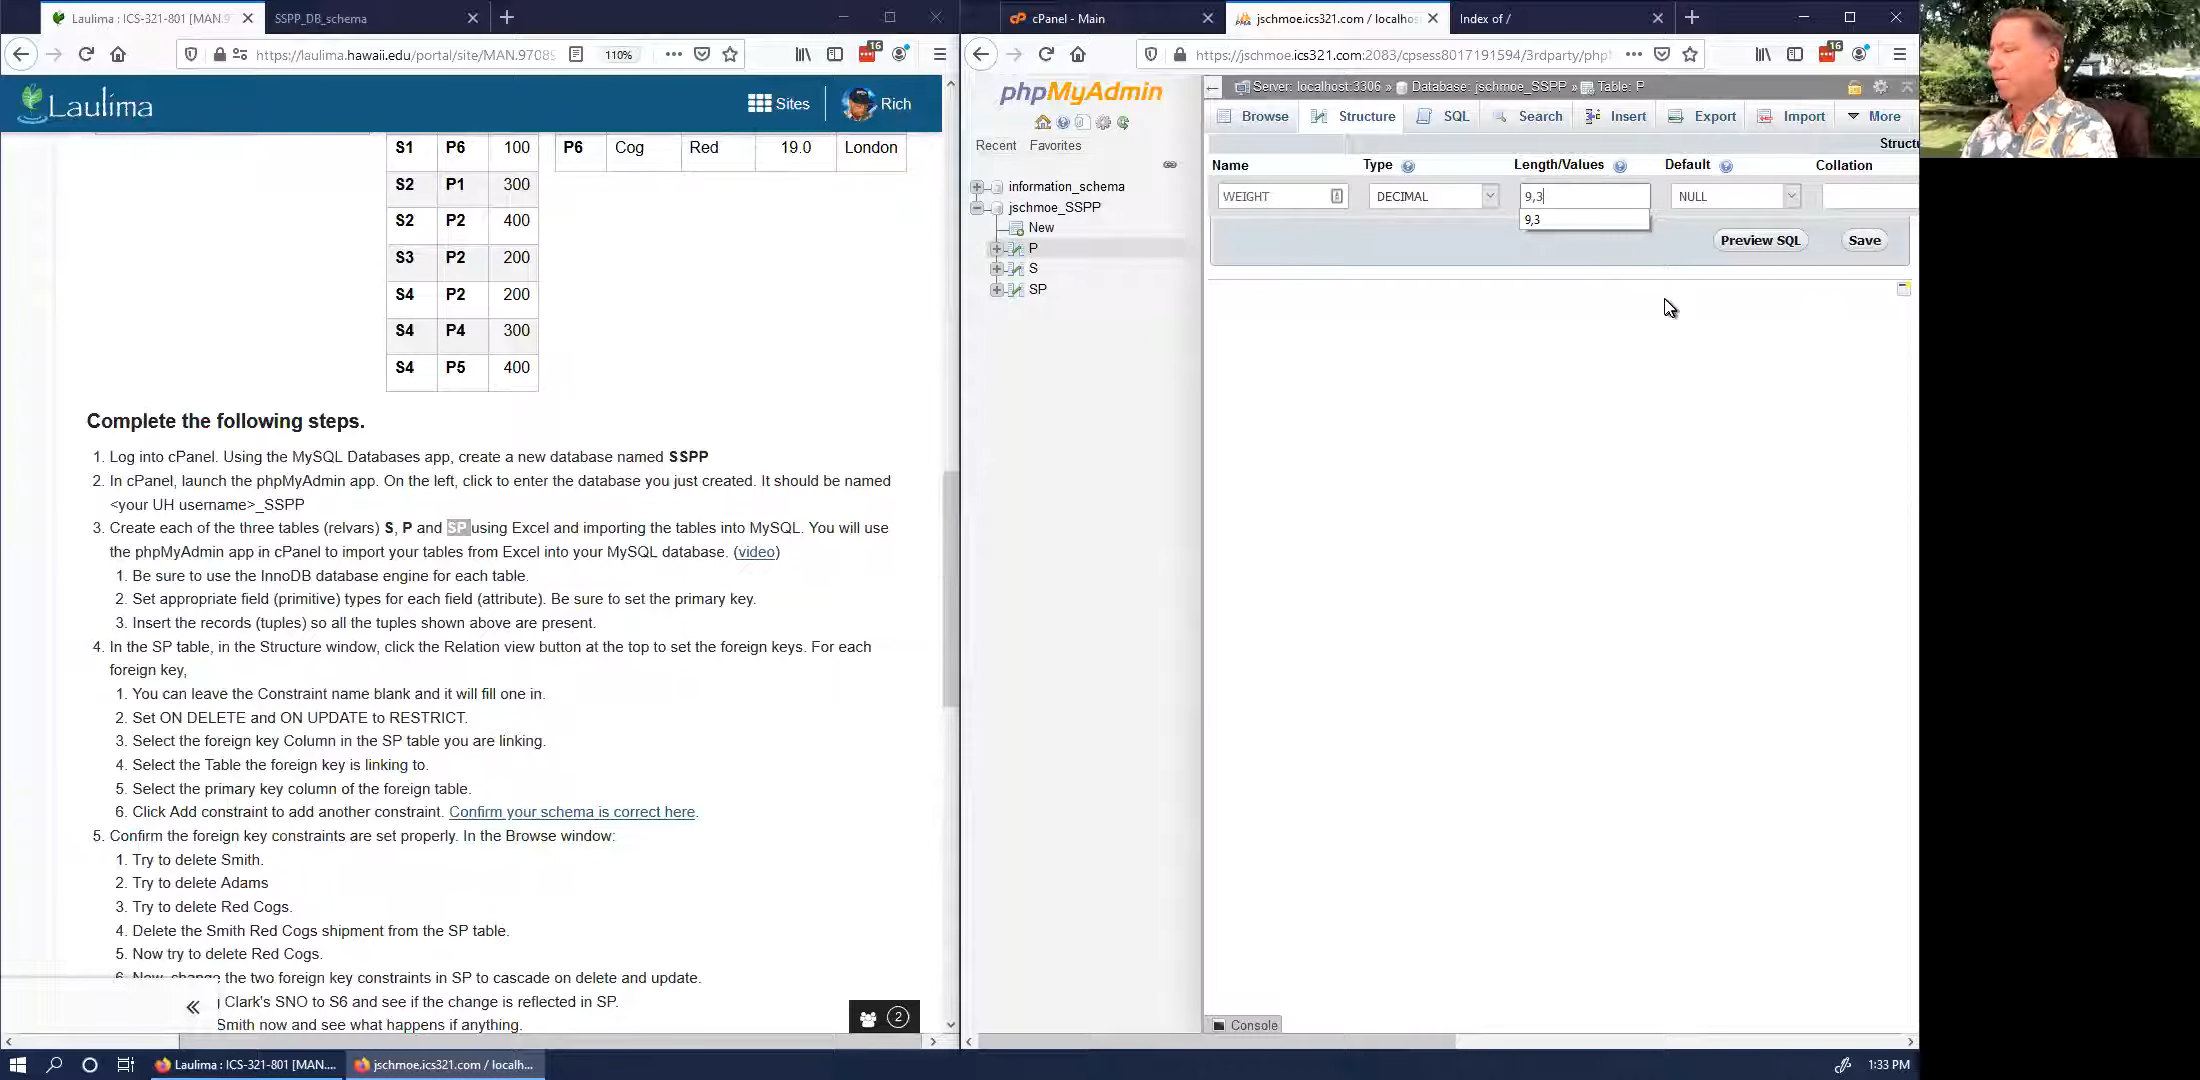 Laulima : ICS-321-801 [MAN.9
SSPP_DB_schema
https://laulima.hawaii.edu/portal/site/MAN.9708
110%
16
Laulima
Sites
Rich
S1 P6 100
P6 Cog Red 19.0 London
S2 P1 300
S2 P2 400
S3 P2 200
S4 P2 200
S4 P4 300
S4 P5 400
Complete the following steps.
1. Log into cPanel. Using the MySQL Databases app, create a new database named SSPP
2. In cPanel, launch the phpMyAdmin app. On the left, click to enter the database you just created. It should be named
<your UH username>_SSPP
3. Create each of the three tables (relvars) S, P and SP using Excel and importing the tables into MySQL. You will use
the phpMyAdmin app in cPanel to import your tables from Excel into your MySQL database. (video)
1. Be sure to use the InnoDB database engine for each table.
2. Set appropriate field (primitive) types for each field (attribute). Be sure to set the primary key.
3. Insert the records (tuples) so all the tuples shown above are present.
4. In the SP table, in the Structure window, click the Relation view button at the top to set the foreign keys. For each
foreign key,
1. You can leave the Constraint name blank and it will fill one in.
2. Set ON DELETE and ON UPDATE to RESTRICT.
3. Select the foreign key Column in the SP table you are linking.
4. Select the Table the foreign key is linking to.
5. Select the primary key column of the foreign table.
6. Click Add constraint to add another constraint. Confirm your schema is correct here.
5. Confirm the foreign key constraints are set properly. In the Browse window:
1. Try to delete Smith.
2. Try to delete Adams
3. Try to delete Red Cogs.
4. Delete the Smith Red Cogs shipment from the SP table.
5. Now try to delete Red Cogs.
6. Now, change the two foreign key constraints in SP to cascade on delete and update.
Clark's SNO to S6 and see if the change is reflected in SP.
Smith now and see what happens if anything.
«
2
Laulima : ICS-321-801 [MAN....
jschmoe.ics321.com / localh...
cPanel - Main
jschmoe.ics321.com / localhos
Index of /
https://jschmoe.ics321.com:2083/cpsess8017191594/3rdparty/phpl
16
phpMyAdmin
Recent Favorites
information_schema
jschmoe_SSPP
New
P
S
SP
Server: localhost:3306 » Database: jschmoe_SSPP » Table: P
Browse Structure SQL Search Insert Export Import More
Structu
Name Type Length/Values Default Collation
WEIGHT DECIMAL 9,3 NULL
9,3
Preview SQL Save
Console
1:33 PM